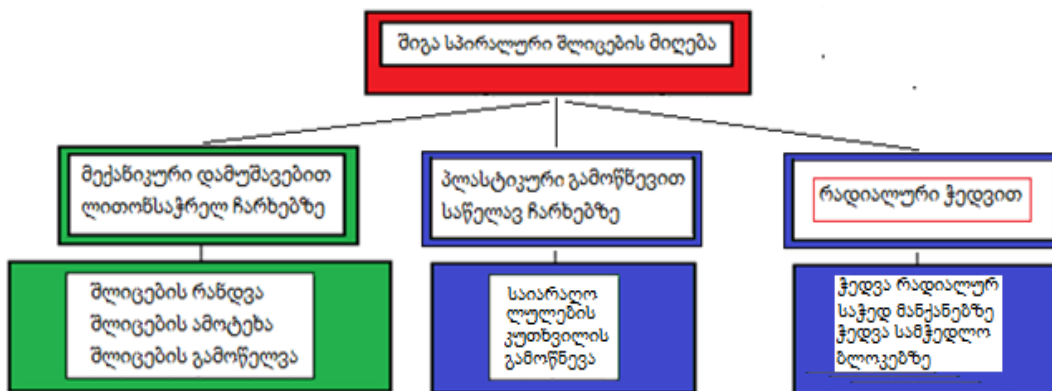 შიგა სპირალური შლიცების მიღება
მექანიკური დამუშავებით
ლითონსაჭრელ ჩარხებზე
პლასტიკური გამოწნევით
საწელავ ჩარხებზე
რადიალური ჭედვით
შლიცების რანდვა
შლიცების ამოტეხა
შლიცების გამოწელვა
საიარაღო
ლულების
კუთხვილის
გამოწნევა
ჭედვა რადიალურ
საჭედ მანქანებზე
ჭედვა სამჭედლო
ბლოკებზე